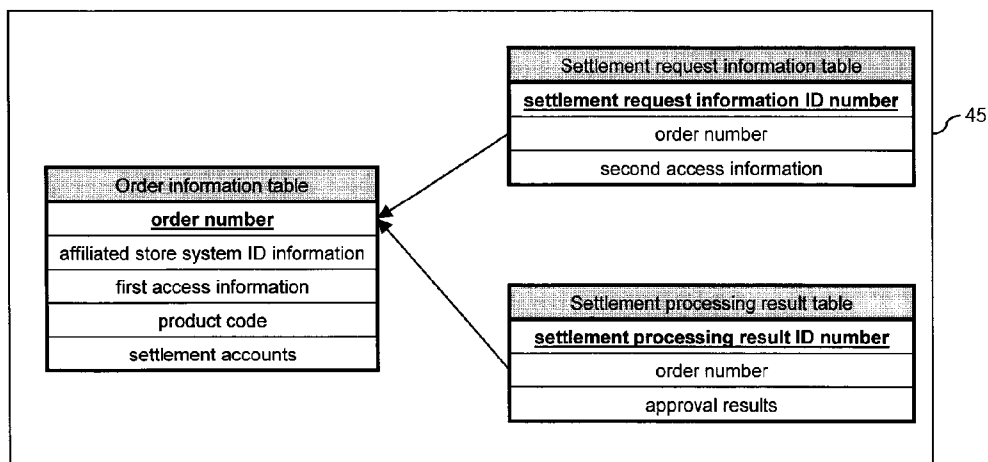 Settlement request information table
settlement request information ID number
order number
second access information
45
Order information table
order number
affiliated store system ID information
first access information
product code
settlement accounts
Settlement processing result table
settlement processing result ID number
order number
approval results